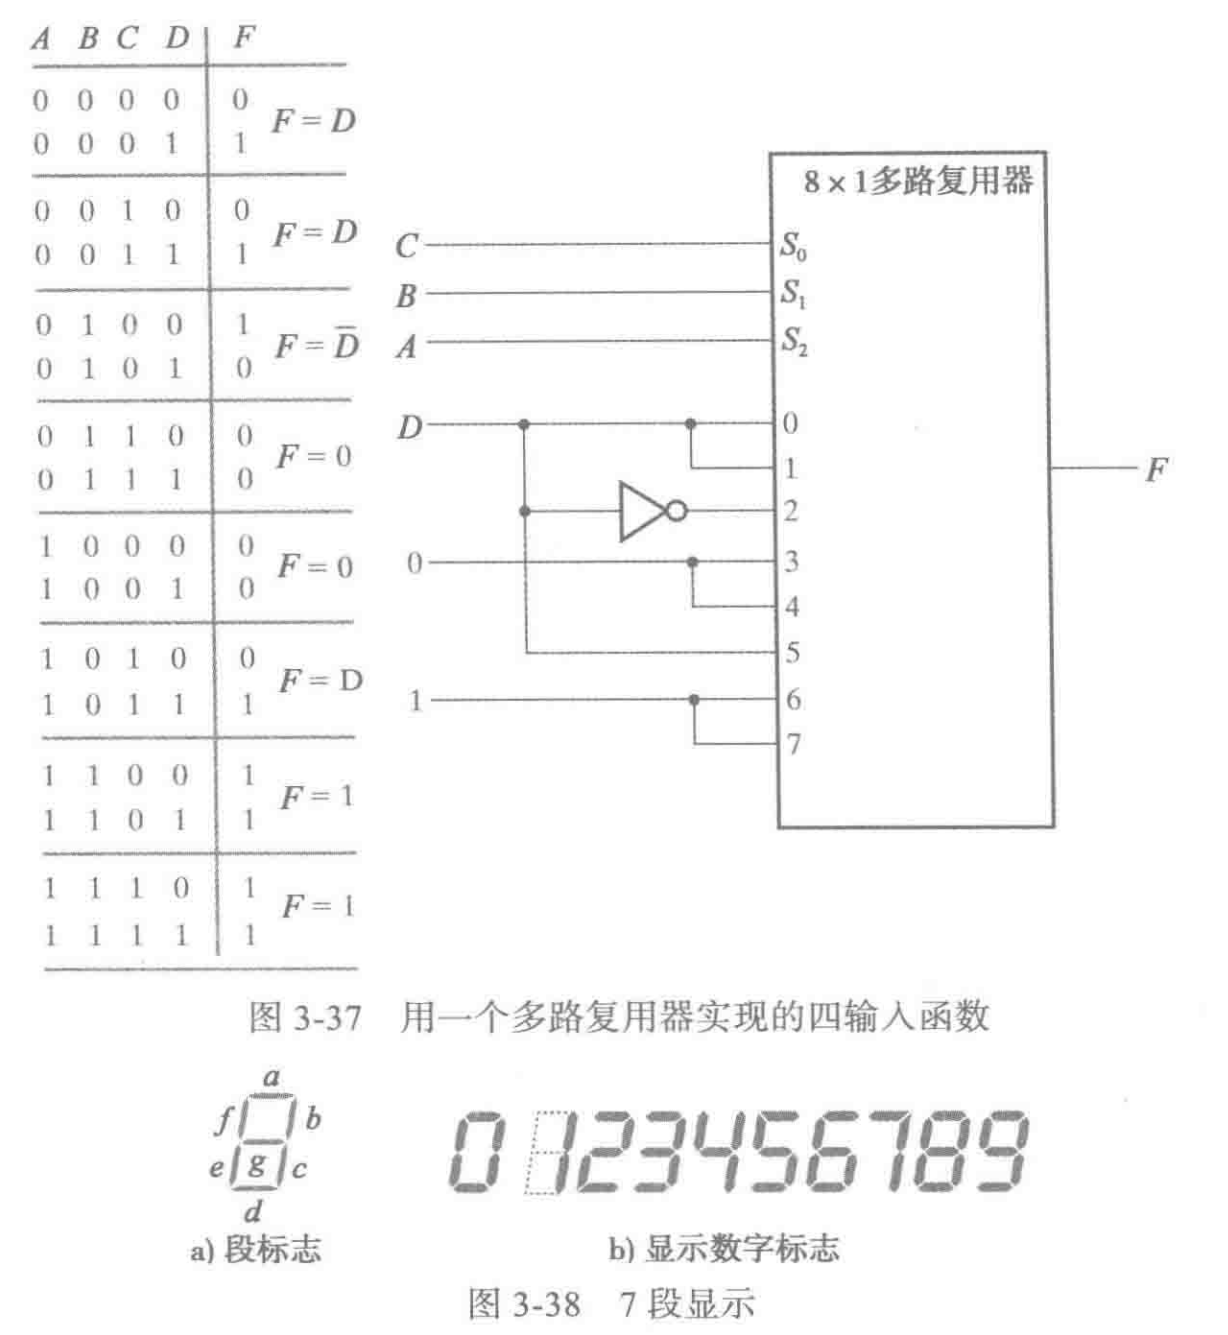 A B C D F
0 0 0 0 0
F = D
0 0 0 1 1
0 0 1 0 0
F = D
0 0 1 1 1
0 1 0 0 1
F = D̅
0 1 0 1 0
0 1 1 0 0
F = 0
0 1 1 1 0
1 0 0 0 0
F = 0
1 0 0 1 0
1 0 1 0 0
F = D
1 0 1 1 1
1 1 0 0 1
F = 1
1 1 0 1 1
1 1 1 0 1
F = 1
1 1 1 1 1
8 × 1多路复用器
C S₀
B S₁
A S₂
D 0
1
2
0 3
4
5
1 6
7
F
图 3-37 用一个多路复用器实现的四输入函数
a
f b
e g c
d
a) 段标志
0 1 2 3 4 5 6 7 8 9
b) 显示数字标志
图 3-38 7 段显示